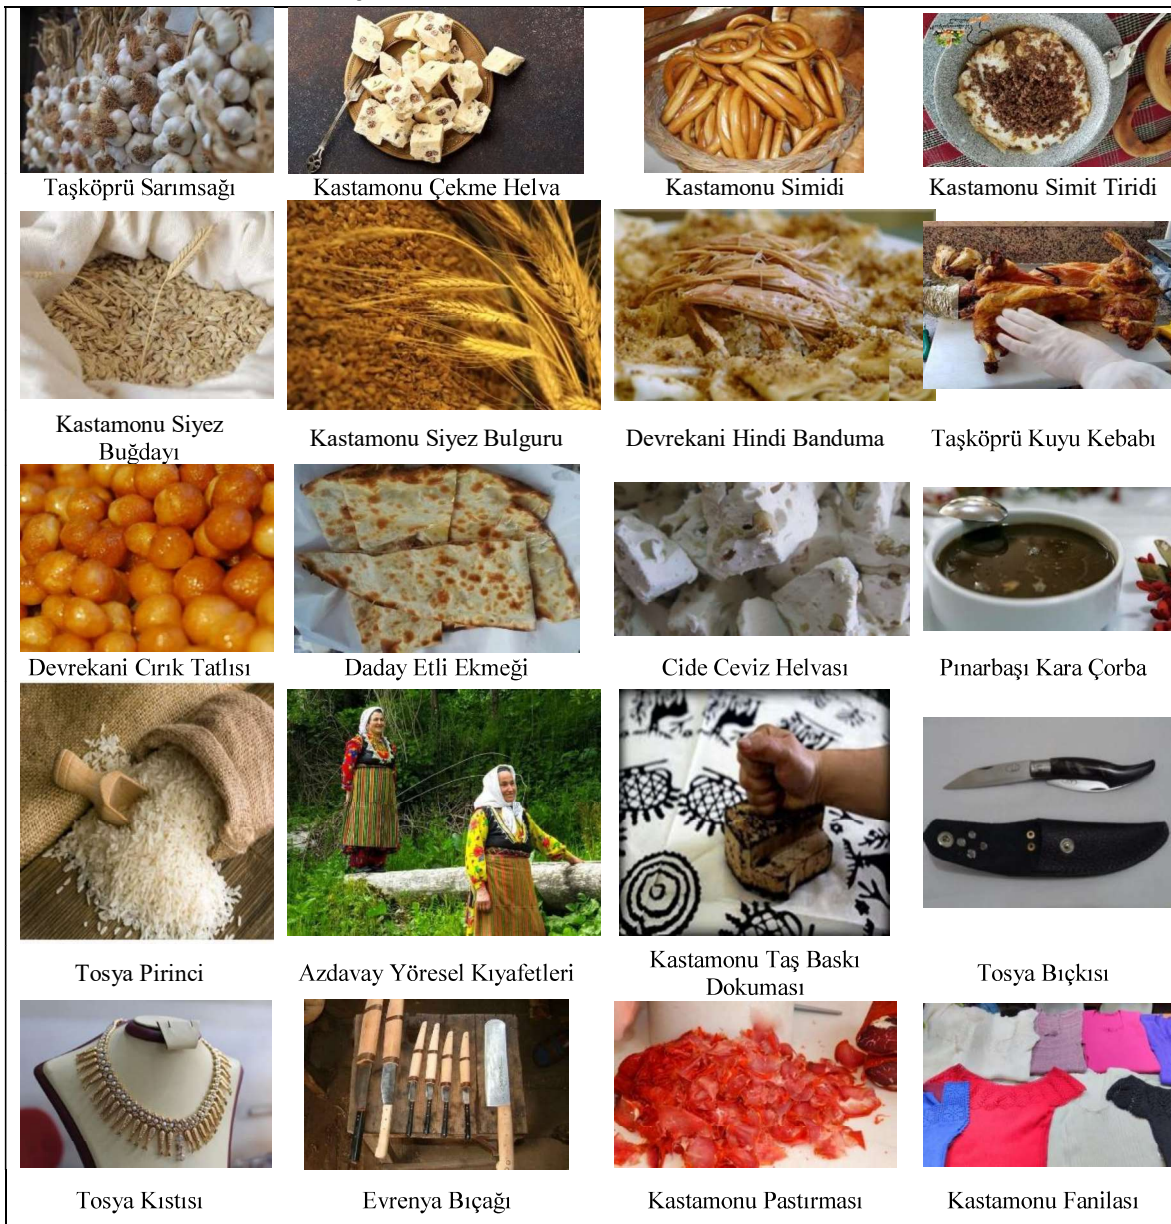 Taşköprü Sarımsağı
Kastamonu Çekme Helva
Kastamonu Simidi
Kastamonu Simit Tiridi
Kastamonu Siyez
Buğdayı
Kastamonu Siyez Bulguru
Devrekani Hindi Banduma
Taşköprü Kuyu Kebabı
Devrekani Cırık Tatlısı
Daday Etli Ekmeği
Cide Ceviz Helvası
Pınarbaşı Kara Çorba
Tosya Pirinci
Azdavay Yöresel Kıyafetleri
Kastamonu Taş Baskı
Dokuması
Tosya Bıçkısı
Tosya Kıstısı
Evrenya Bıçağı
Kastamonu Pastırması
Kastamonu Fanilası